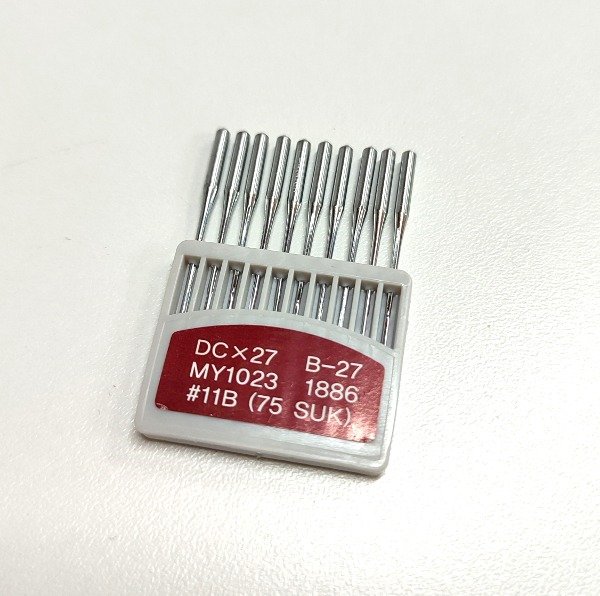 DC×27 B-27
MY1023 1886
#11B (75 SUK)